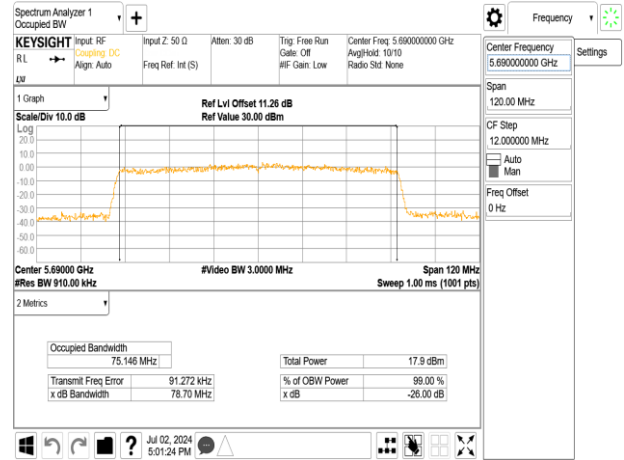 Spectrum Analyzer 1
Occupied BW
KEYSIGHT Input: RF Input Z: 50 Ω Atten: 30 dB Trig: Free Run Center Freq: 5.690000000 GHz
RL Coupling: DC Gate: Off Avg|Hold: 10/10
Align: Auto Freq Ref: Int (S) #IF Gain: Low Radio Std: None
LXI
1 Graph
Ref Lvl Offset 11.26 dB
Scale/Div 10.0 dB Ref Value 30.00 dBm
Log
20.0
10.0
0.00
-10.0
-20.0
-30.0
-40.0
-50.0
-60.0
Center 5.69000 GHz #Video BW 3.0000 MHz Span 120 MHz
#Res BW 910.00 kHz Sweep 1.00 ms (1001 pts)
2 Metrics
Occupied Bandwidth
75.146 MHz
Total Power 17.9 dBm
Transmit Freq Error 91.272 kHz % of OBW Power 99.00 %
x dB Bandwidth 78.70 MHz x dB -26.00 dB
? Jul 02, 2024
5:01:24 PM
Frequency
Settings
Center Frequency
5.690000000 GHz
Span
120.00 MHz
CF Step
12.000000 MHz
Auto
Man
Freq Offset
0 Hz